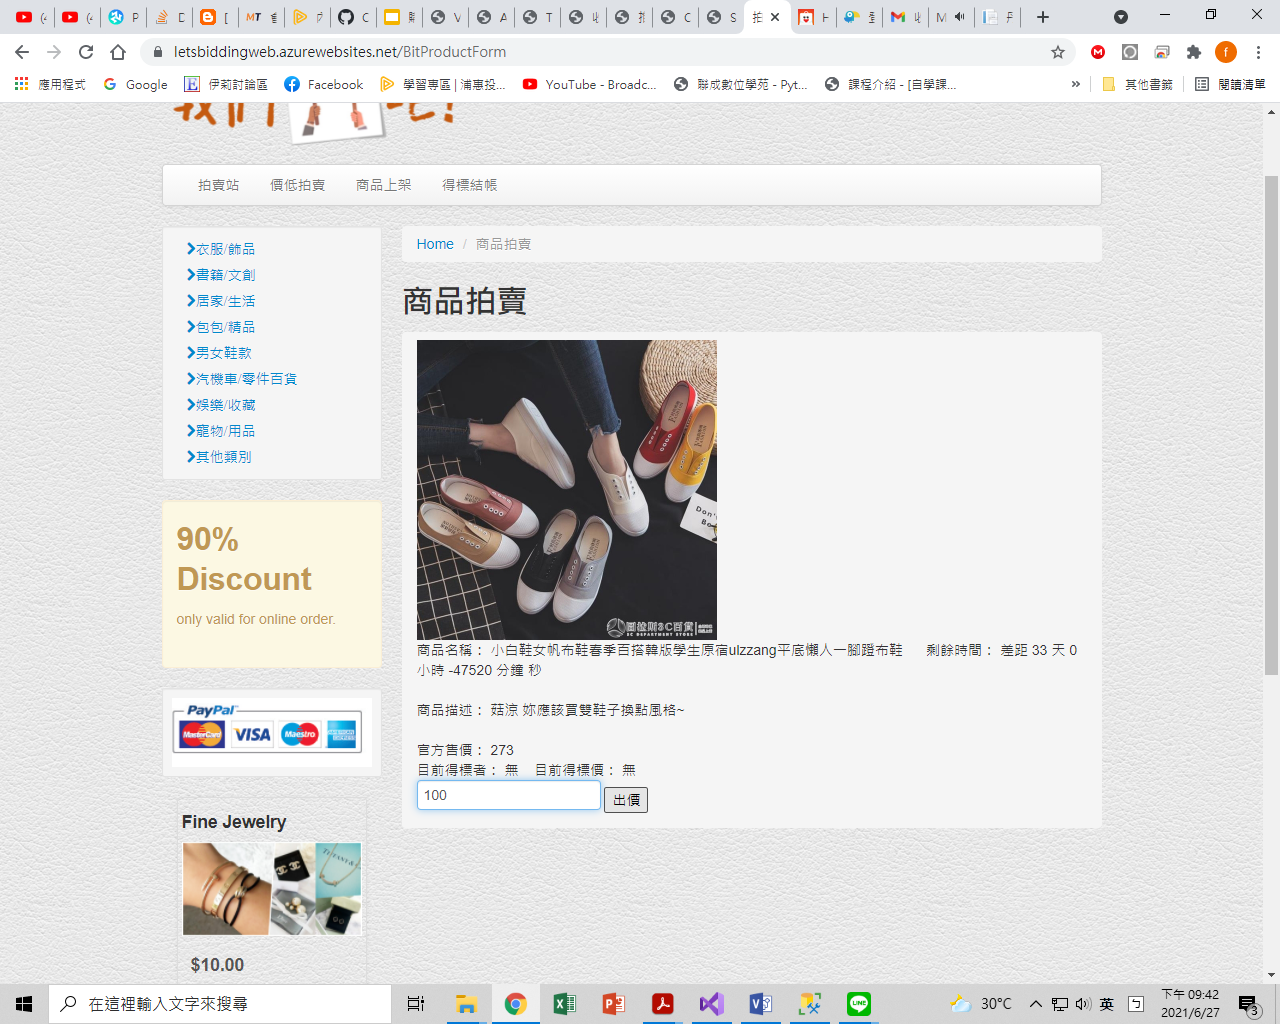 letsbiddingweb.azurewebsites.net/BitProductForm
應用程式
Google
伊莉討論區
Facebook
學習專區 | 浦惠投...
YouTube - Broadc...
聯成數位學苑 - Pyt...
課程介紹 - [自學課...
»
其他書籤
閱讀清單
拍賣站
價低拍賣
商品上架
得標結帳
衣服/飾品
書籍/文創
居家/生活
包包/精品
男女鞋款
汽機車/零件百貨
娛樂/收藏
寵物/用品
其他類別
90%
Discount
only valid for online order.
PayPal
MasterCard VISA Maestro
Fine Jewelry
$10.00
Home / 商品拍賣
商品拍賣
商品名稱： 小白鞋女帆布鞋春季百搭韓版學生原宿ulzzang平底懶人一腳蹬布鞋 剩餘時間： 差距 33 天 0
小時 -47520 分鐘 秒
商品描述： 菇涼 妳應該買雙鞋子換點風格~
官方售價： 273
目前得標者： 無 目前得標價： 無
100
出價
在這裡輸入文字來搜尋
30°C
英
下午 09:42
2021/6/27
3